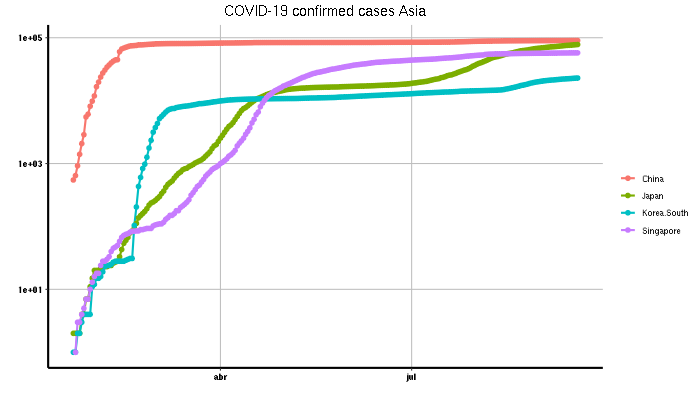 COVID-19 confirmed cases Asia
1e+05
1e+03
1e+01
abr
jul
China
Japan
Korea.South
Singapore